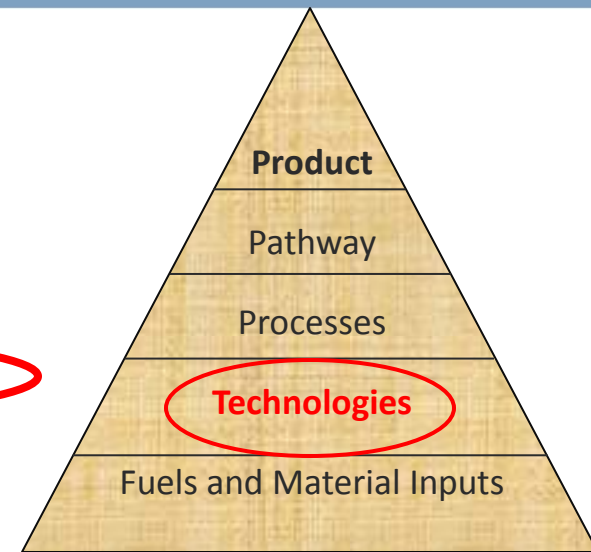 Product
Pathway
Processes
Technologies
Fuels and Material Inputs